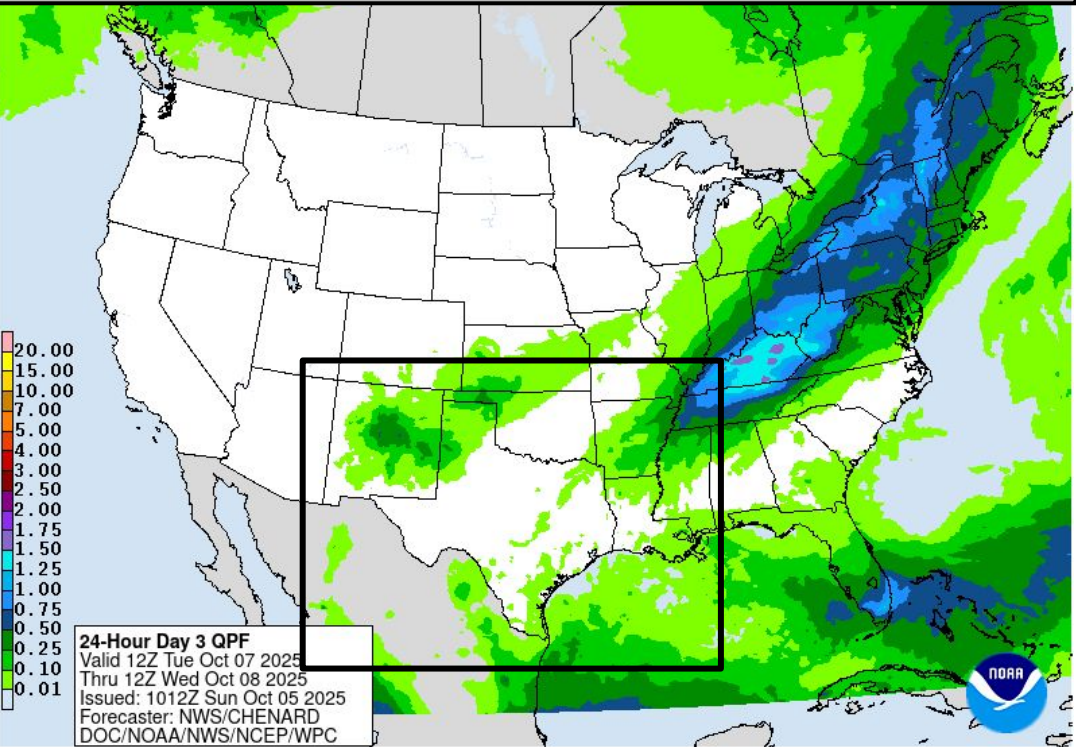 20.00
15.00
10.00
7.00
5.00
4.00
3.00
2.50
2.00
1.75
1.50
1.25
1.00
0.75
0.50
0.25
0.10
0.01
24-Hour Day 3 QPF
Valid 12Z Tue Oct 07 2025
Thru 12Z Wed Oct 08 2025
Issued: 1012Z Sun Oct 05 2025
Forecaster: NWS/CHENARD
DOC/NOAA/NWS/NCEP/WPC
NOAA